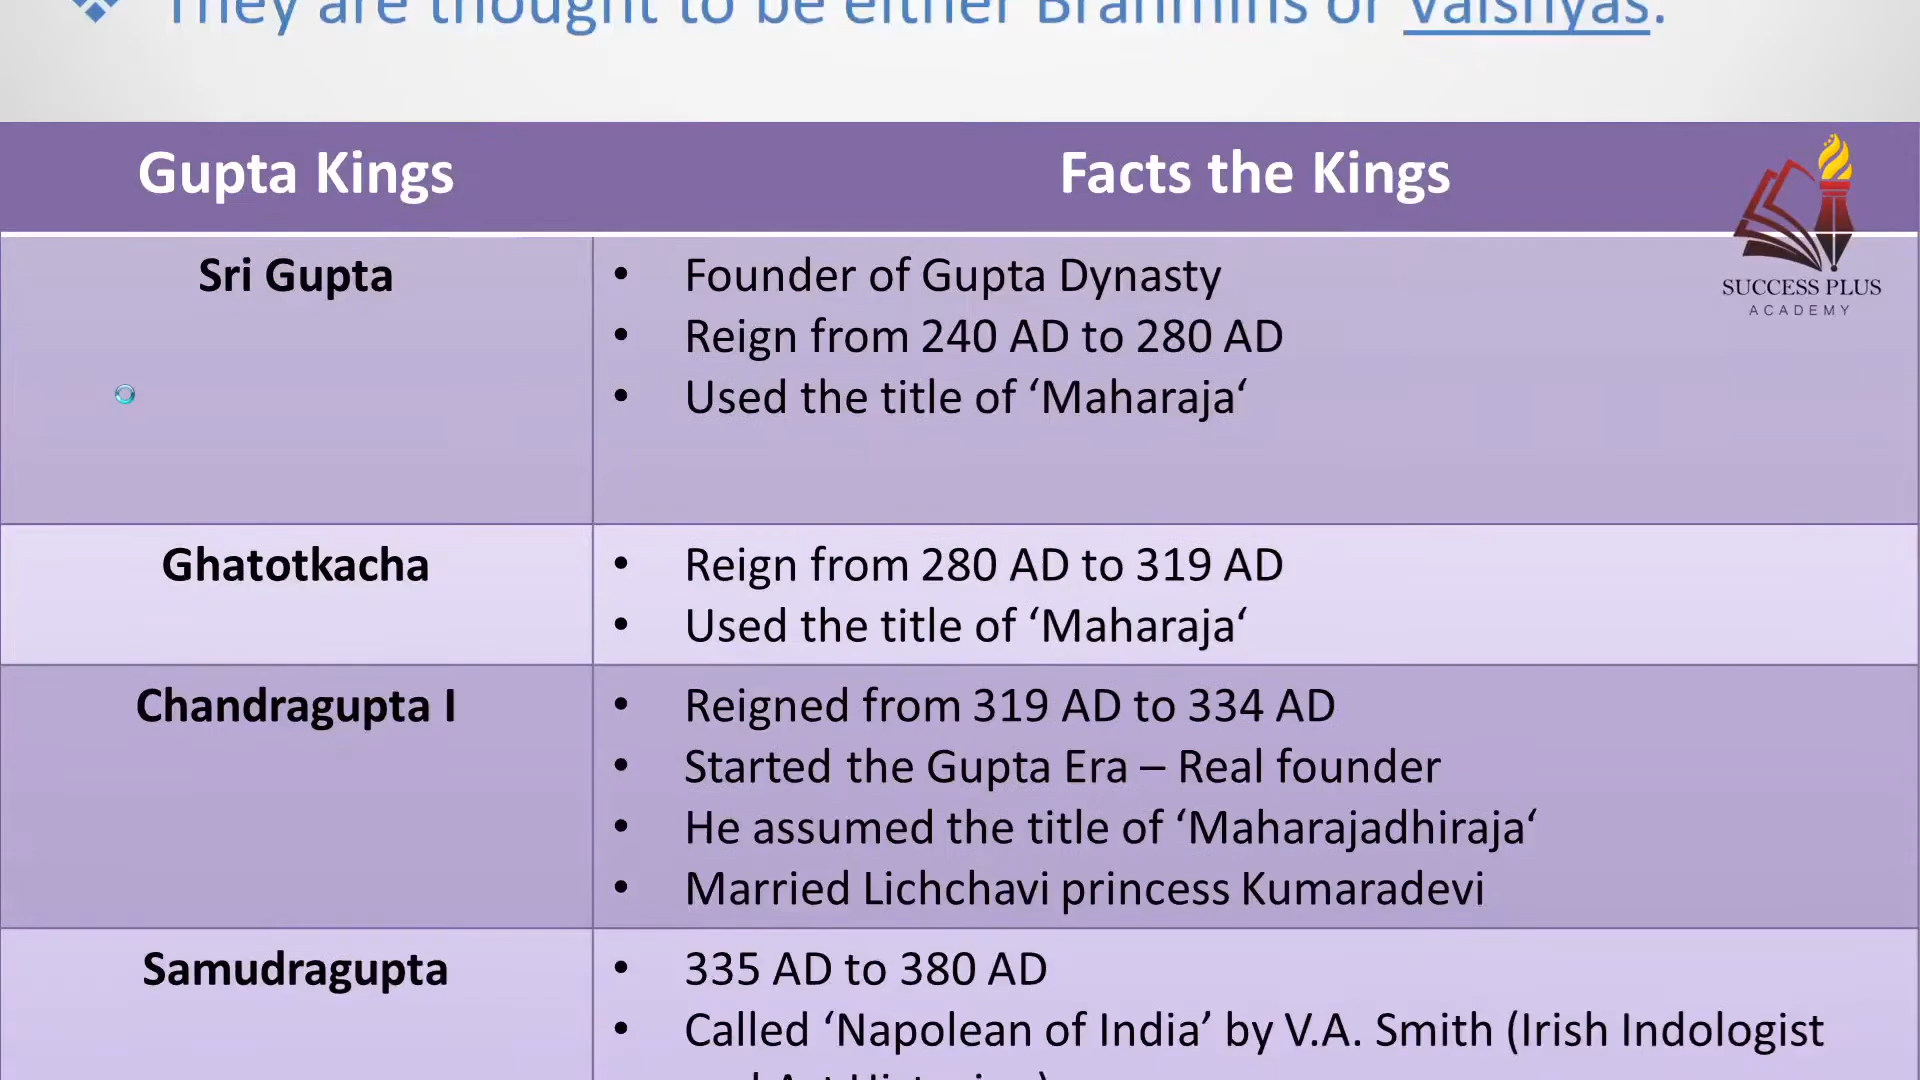 They are thought to be either Brahmins or Vaishyas.
Gupta Kings
Facts the Kings
SUCCESS PLUS
ACADEMY
Sri Gupta
• Founder of Gupta Dynasty
• Reign from 240 AD to 280 AD
• Used the title of ‘Maharaja‘
Ghatotkacha
• Reign from 280 AD to 319 AD
• Used the title of ‘Maharaja‘
Chandragupta I
• Reigned from 319 AD to 334 AD
• Started the Gupta Era – Real founder
• He assumed the title of ‘Maharajadhiraja‘
• Married Lichchavi princess Kumaradevi
Samudragupta
• 335 AD to 380 AD
• Called ‘Napolean of India’ by V.A. Smith (Irish Indologist